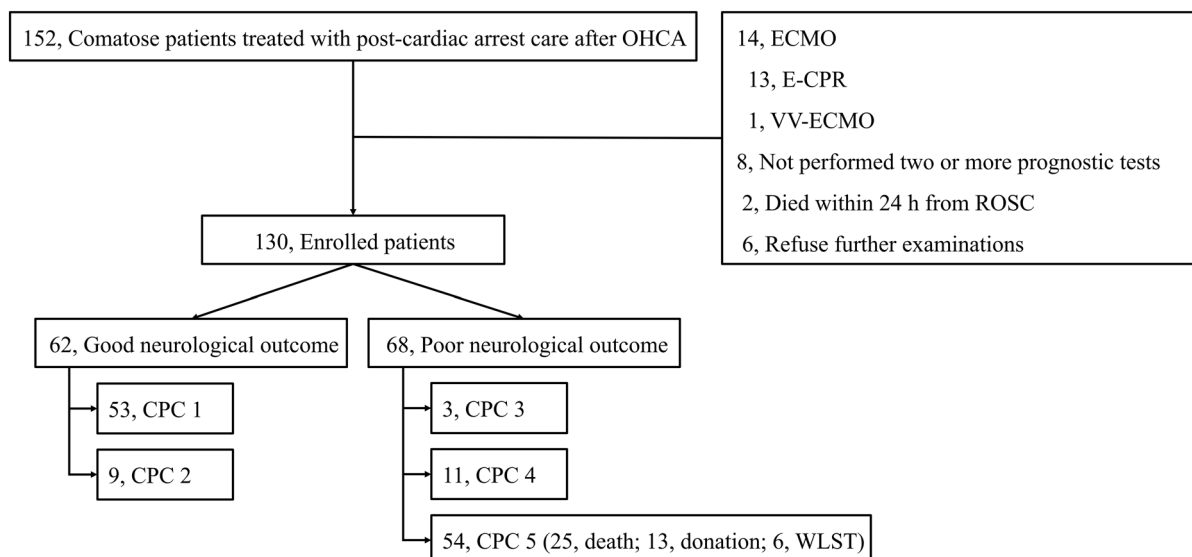 152, Comatose patients treated with post-cardiac arrest care after OHCA
14, ECMO
13, E-CPR
1, VV-ECMO
8, Not performed two or more prognostic tests
2, Died within 24 h from ROSC
6, Refuse further examinations
130, Enrolled patients
62, Good neurological outcome
53, CPC 1
9, CPC 2
68, Poor neurological outcome
3, CPC 3
11, CPC 4
54, CPC 5 (25, death; 13, donation; 6, WLST)